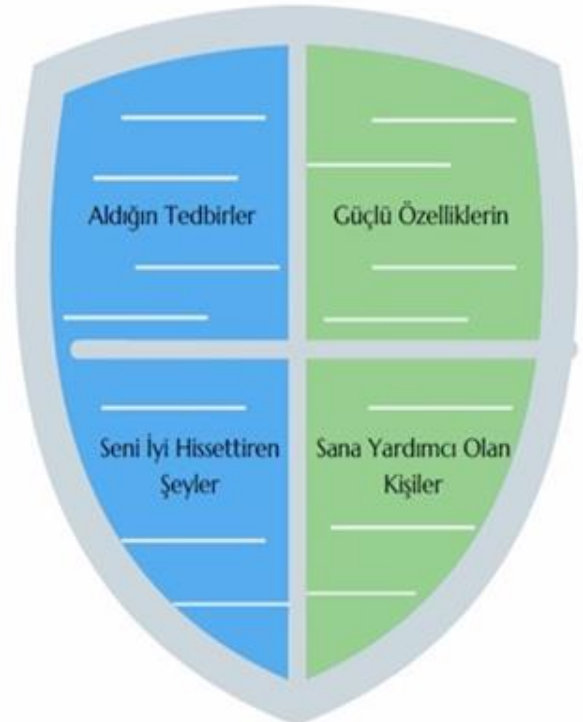 Aldığın Tedbirler
Güçlü Özelliklerin
Seni İyi Hissettiren
Şeyler
Sana Yardımcı Olan
Kişiler